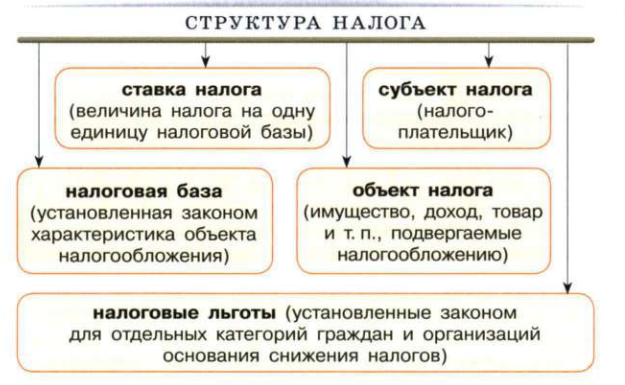 СТРУКТУРА НАЛОГА
ставка налога
(величина налога на одну
единицу налоговой базы)
субъект налога
(налого-
плательщик)
налоговая база
(установленная законом
характеристика объекта
налогообложения)
объект налога
(имущество, доход, товар
и т. п., подвергаемые
налогообложению)
налоговые льготы (установленные законом
для отдельных категорий граждан и организаций
основания снижения налогов)